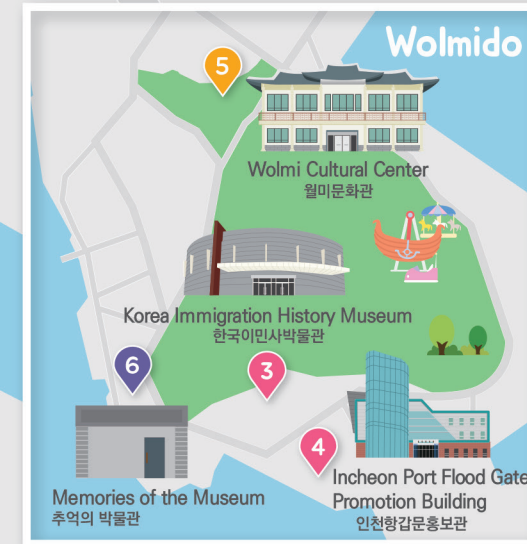 Wolmido
5
Wolmi Cultural Center
월미문화관
Korea Immigration History Museum
한국이민사박물관
6
3
4
Memories of the Museum
추억의 박물관
Incheon Port Flood Gate
Promotion Building
인천항갑문홍보관